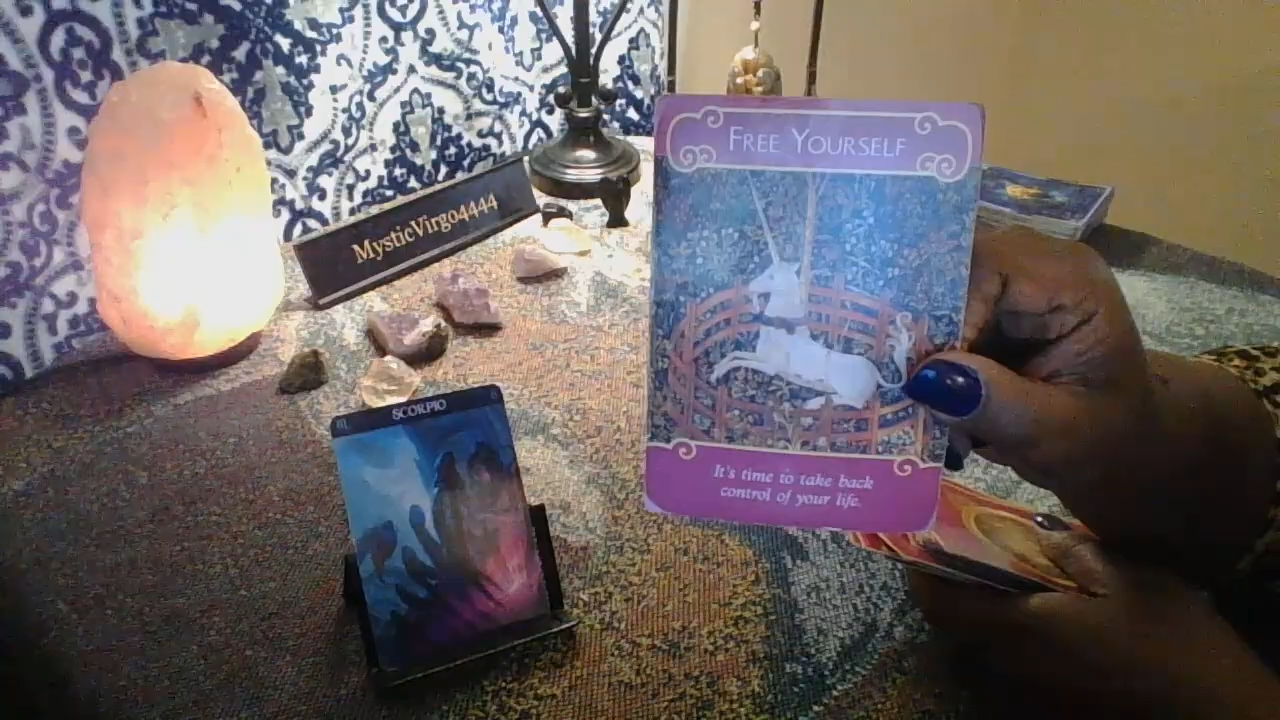 MysticVirgo4444
FREE YOURSELF
SCORPIO
It's time to take back
control of your life.